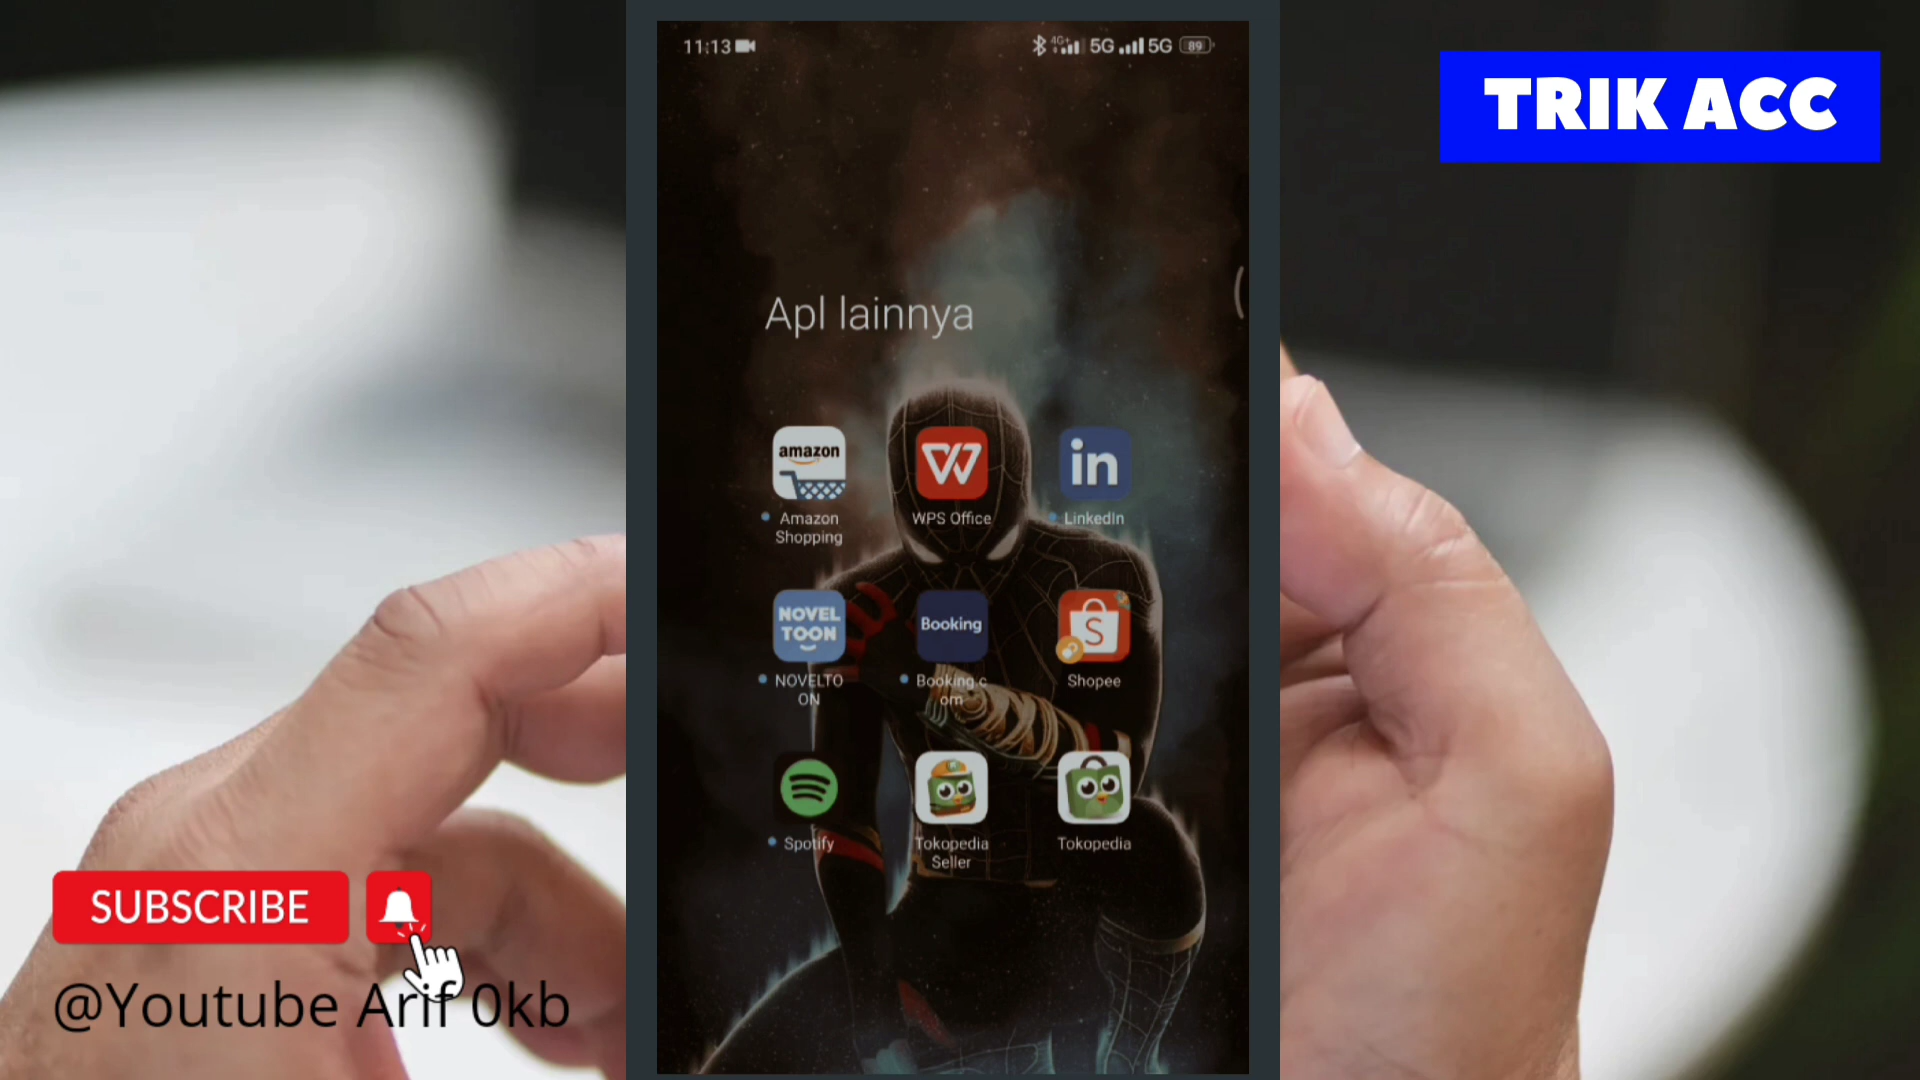 11:13
4G+ 5G 5G 89
TRIK ACC
Apl lainnya
amazon
Amazon
Shopping
WPS Office
in
LinkedIn
NOVEL
TOON
NOVELTO
ON
Booking
Booking.c
om
S
Shopee
Spotify
Tokopedia
Seller
Tokopedia
SUBSCRIBE
@Youtube Arif 0kb